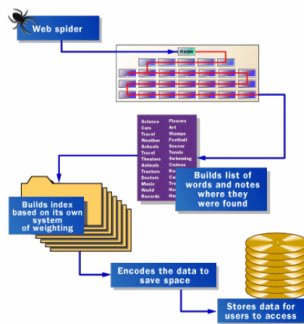 Web spider
Science Flowers
Cars Art
Travel Stamps
Weather Football
Schools Soccer
Travel Tennis
Theaters Swimming
Animals
Tractors
Doctors
Music
World
Records
Builds list of
words and notes
where they
were found
Builds index
based on its own
system
of weighting
Encodes the data to
save space
Stores data for
users to access